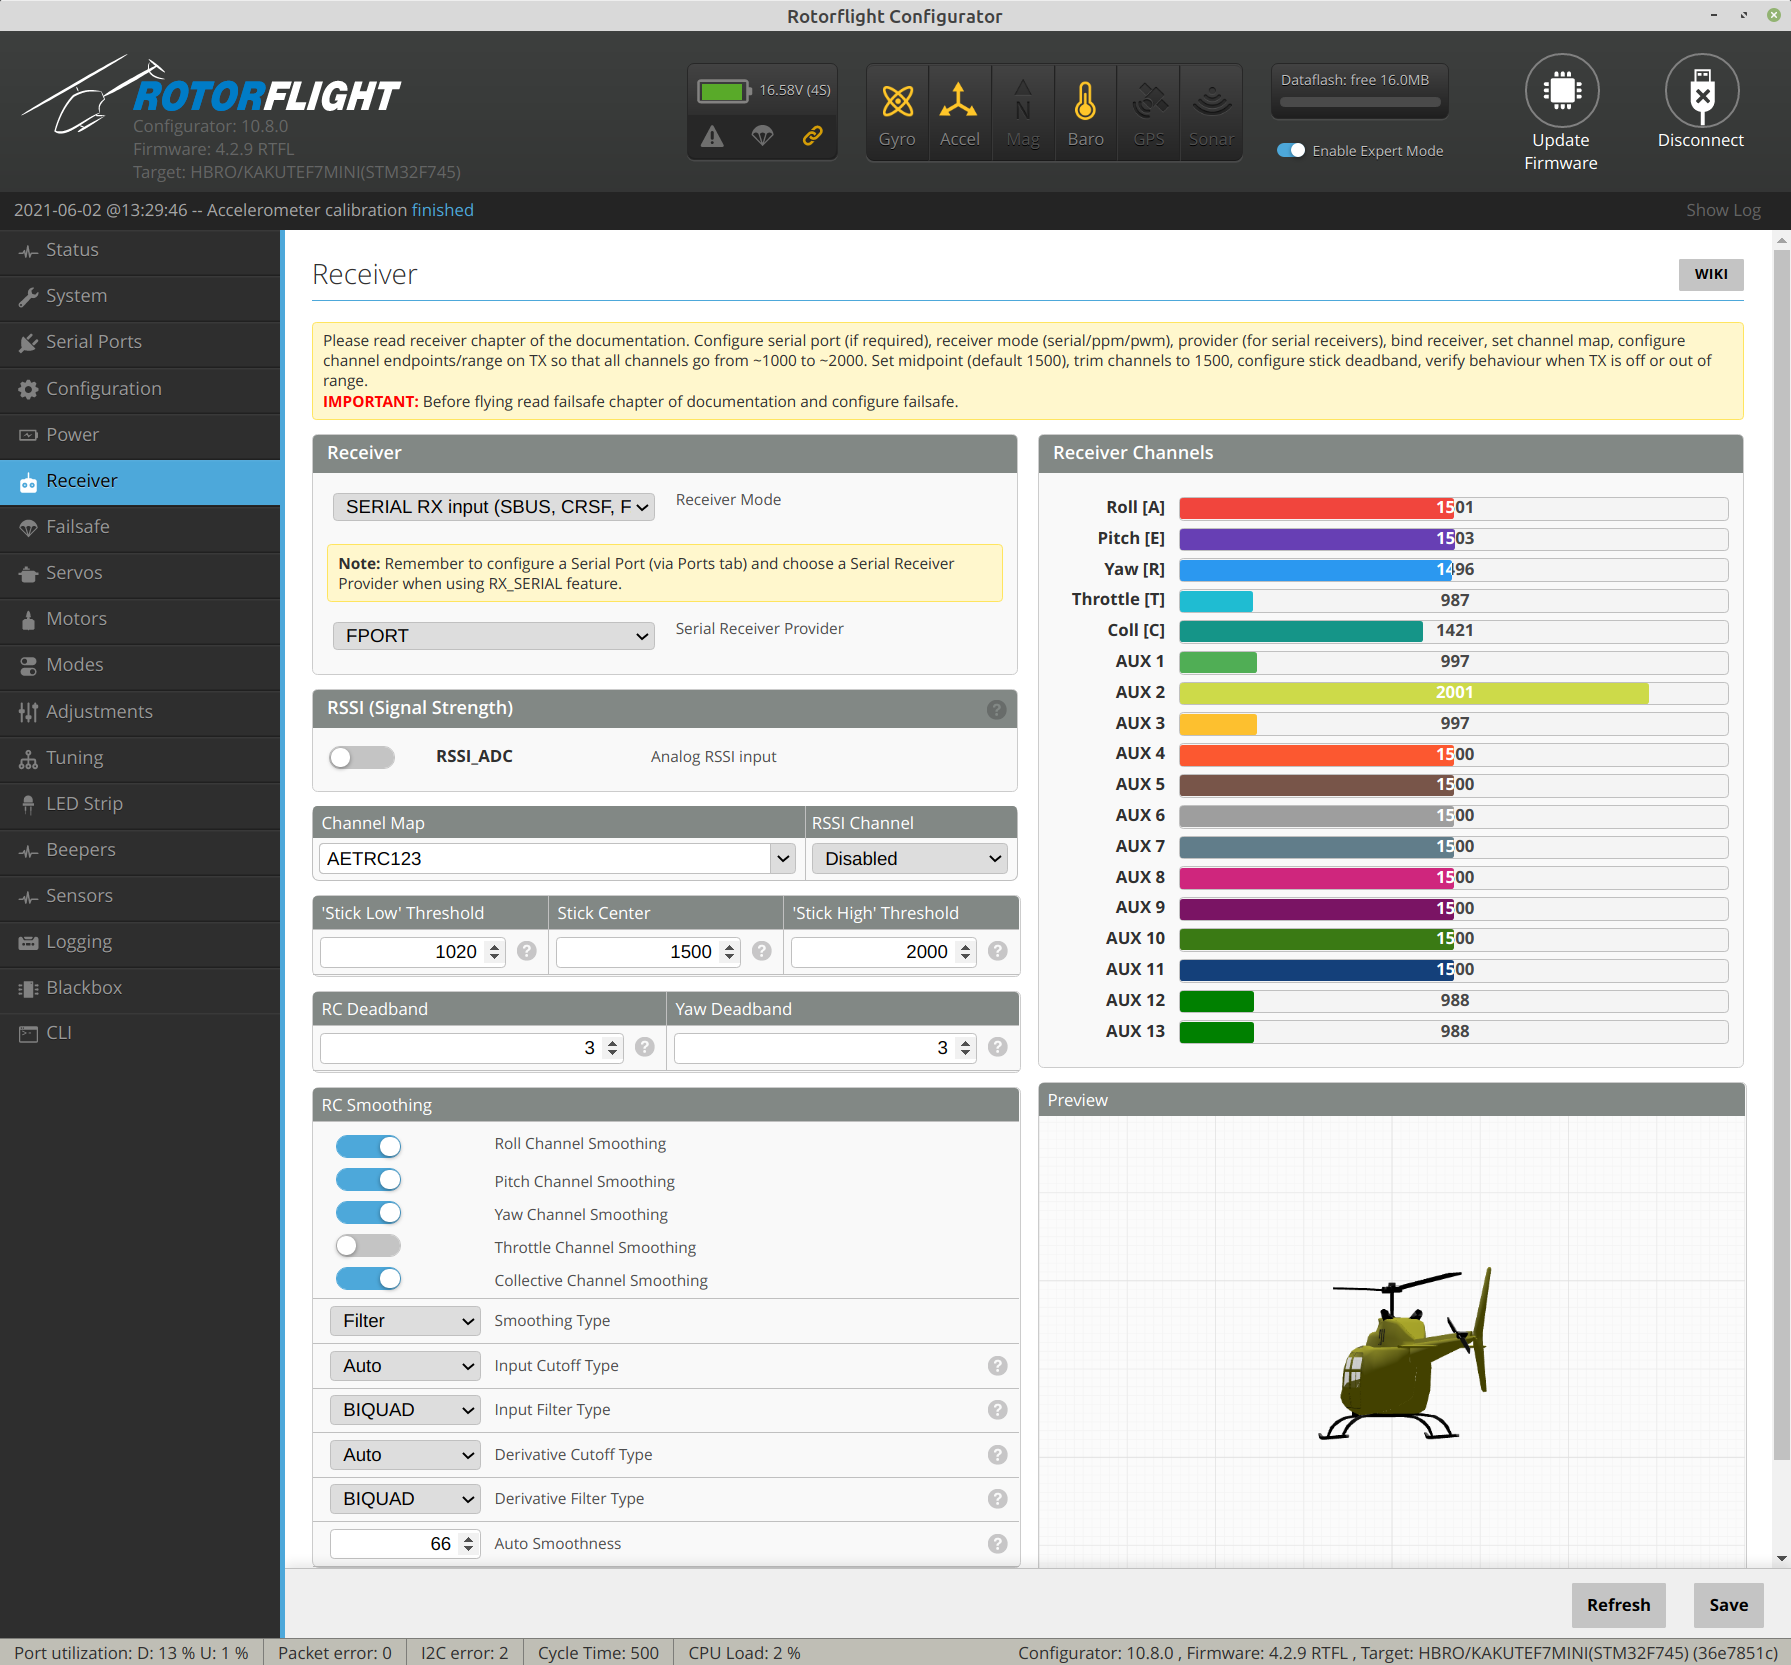 Rotorflight Configurator
ROTORFLIGHT
Configurator: 10.8.0
Firmware: 4.2.9 RTFL
Target: HBRO/KAKUTEF7MINI(STM32F745)
16.58V (4S)
Gyro
Accel
N
Mag
Baro
GPS
Sonar
Dataflash: free 16.0MB
Enable Expert Mode
Update
Firmware
Disconnect
2021-06-02 @13:29:46 -- Accelerometer calibration finished
Show Log
Status
System
Serial Ports
Configuration
Power
Receiver
Failsafe
Servos
Motors
Modes
Adjustments
Tuning
LED Strip
Beepers
Sensors
Logging
Blackbox
CLI
Receiver
WIKI
Please read receiver chapter of the documentation. Configure serial port (if required), receiver mode (serial/ppm/pwm), provider (for serial receivers), bind receiver, set channel map, configure
channel endpoints/range on TX so that all channels go from ~1000 to ~2000. Set midpoint (default 1500), trim channels to 1500, configure stick deadband, verify behaviour when TX is off or out of
range.
IMPORTANT: Before flying read failsafe chapter of documentation and configure failsafe.
Receiver
SERIAL RX input (SBUS, CRSF, F
Receiver Mode
Note: Remember to configure a Serial Port (via Ports tab) and choose a Serial Receiver
Provider when using RX_SERIAL feature.
FPORT
Serial Receiver Provider
RSSI (Signal Strength)
?
RSSI_ADC
Analog RSSI input
Channel Map
RSSI Channel
AETRC123
Disabled
'Stick Low' Threshold
Stick Center
'Stick High' Threshold
1020 ?
1500 ?
2000 ?
RC Deadband
Yaw Deadband
3 ?
3 ?
RC Smoothing
Roll Channel Smoothing
Pitch Channel Smoothing
Yaw Channel Smoothing
Throttle Channel Smoothing
Collective Channel Smoothing
Filter Smoothing Type
Auto Input Cutoff Type ?
BIQUAD Input Filter Type ?
Auto Derivative Cutoff Type ?
BIQUAD Derivative Filter Type ?
66 Auto Smoothness ?
Receiver Channels
Roll [A] 1501
Pitch [E] 1503
Yaw [R] 1496
Throttle [T] 987
Coll [C] 1421
AUX 1 997
AUX 2 2001
AUX 3 997
AUX 4 1500
AUX 5 1500
AUX 6 1500
AUX 7 1500
AUX 8 1500
AUX 9 1500
AUX 10 1500
AUX 11 1500
AUX 12 988
AUX 13 988
Preview
Refresh
Save
Port utilization: D: 13 % U: 1 %
Packet error: 0
I2C error: 2
Cycle Time: 500
CPU Load: 2 %
Configurator: 10.8.0 , Firmware: 4.2.9 RTFL , Target: HBRO/KAKUTEF7MINI(STM32F745) (36e7851c)